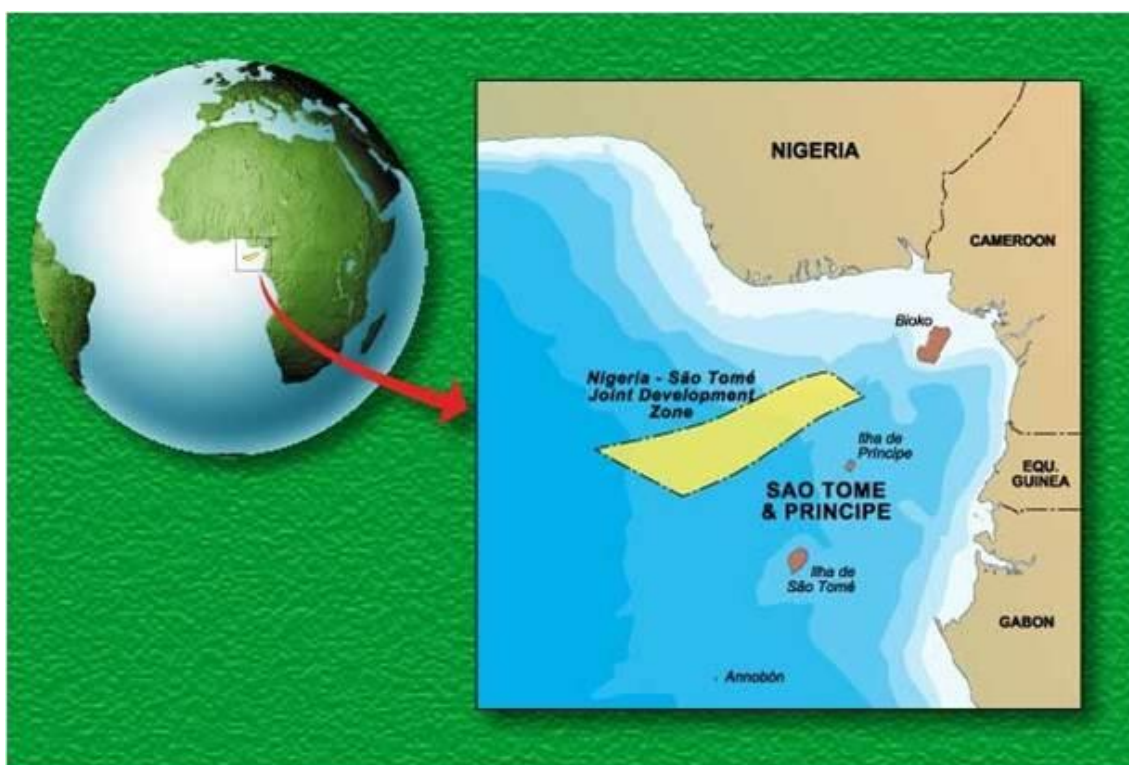 NIGERIA
CAMEROON
Bioko
Nigeria - São Tomé
Joint Development
Zone
Ilha de
Príncipe
EQU.
GUINEA
SAO TOME
& PRINCIPE
Ilha de
São Tomé
GABON
Annobón